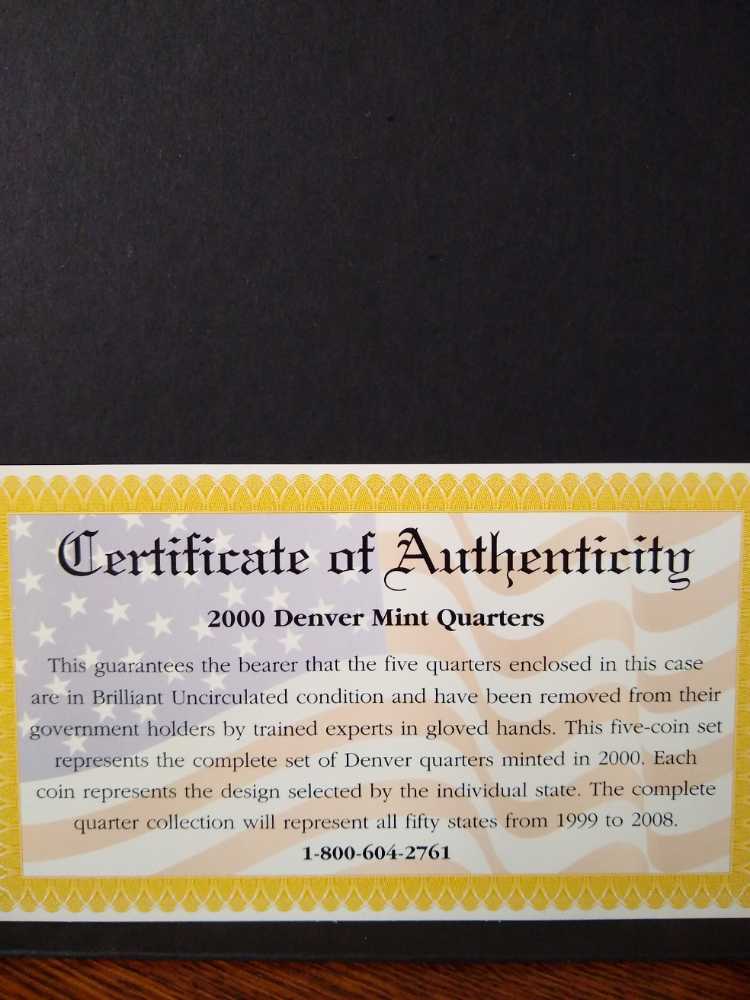 Certificate of Authenticity
2000 Denver Mint Quarters
This guarantees the bearer that the five quarters enclosed in this case
are in Brilliant Uncirculated condition and have been removed from their
government holders by trained experts in gloved hands. This five-coin set
represents the complete set of Denver quarters minted in 2000. Each
coin represents the design selected by the individual state. The complete
quarter collection will represent all fifty states from 1999 to 2008.
1-800-604-2761